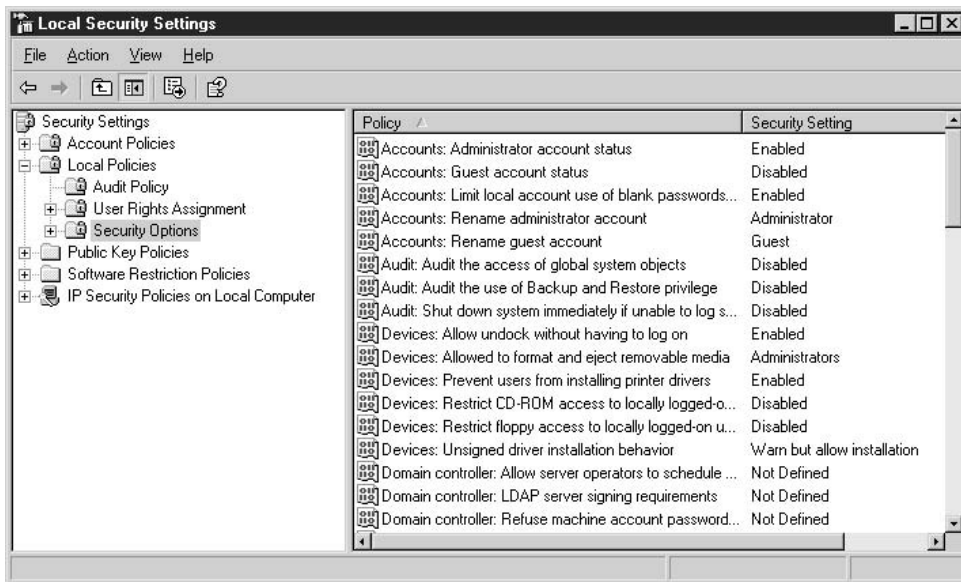 Local Security Settings
File Action View Help
Security Settings
Account Policies
Local Policies
Audit Policy
User Rights Assignment
Security Options
Public Key Policies
Software Restriction Policies
IP Security Policies on Local Computer
Policy Security Setting
Accounts: Administrator account status Enabled
Accounts: Guest account status Disabled
Accounts: Limit local account use of blank passwords... Enabled
Accounts: Rename administrator account Administrator
Accounts: Rename guest account Guest
Audit: Audit the access of global system objects Disabled
Audit: Audit the use of Backup and Restore privilege Disabled
Audit: Shut down system immediately if unable to log s... Disabled
Devices: Allow undock without having to log on Enabled
Devices: Allowed to format and eject removable media Administrators
Devices: Prevent users from installing printer drivers Enabled
Devices: Restrict CD-ROM access to locally logged-o... Disabled
Devices: Restrict floppy access to locally logged-on u... Disabled
Devices: Unsigned driver installation behavior Warn but allow installation
Domain controller: Allow server operators to schedule ... Not Defined
Domain controller: LDAP server signing requirements Not Defined
Domain controller: Refuse machine account password... Not Defined